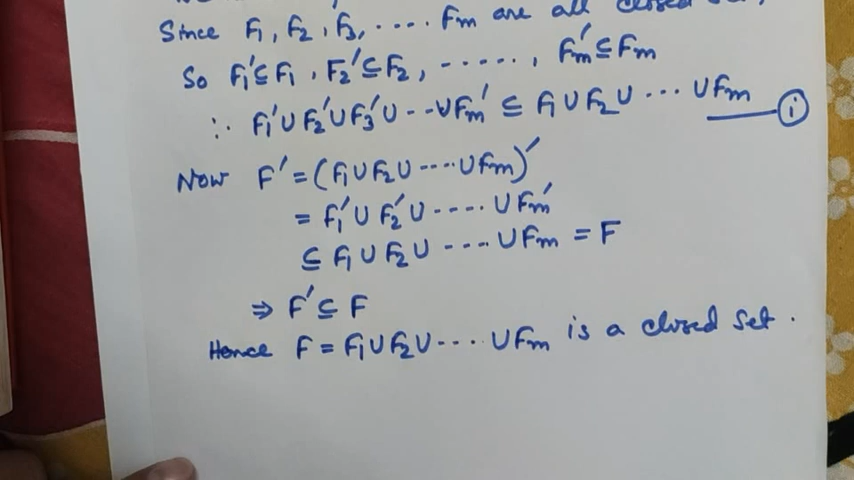 Since F₁, F₂, F₃, ..... Fm are all closed set,
So F₁'⊆F₁, F₂'⊆F₂, ------, Fm'⊆Fm
∴ F₁'∪F₂'∪F₃'∪--∪Fm' ⊆ F₁∪F₂∪ ... ∪Fm —— ①
Now F' = (F₁∪F₂∪-----∪Fm)'
= F₁'∪F₂'∪---- ∪Fm'
⊆ F₁∪F₂∪ ---- ∪Fm = F
⇒ F'⊆ F
Hence F = F₁∪F₂∪---. ∪Fm is a closed set.